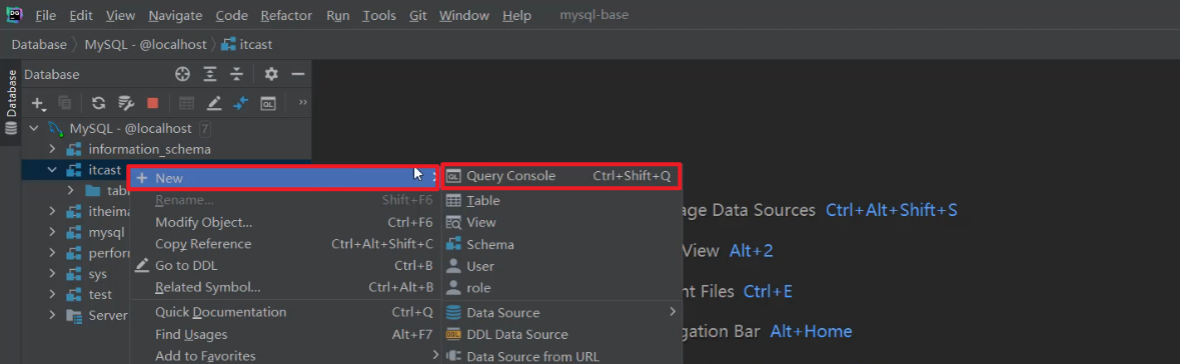 File Edit View Navigate Code Refactor Run Tools Git Window Help mysql-base
Database MySQL - @localhost itcast
Database
Database
MySQL - @localhost 7
information_schema
itcast
New
Query Console Ctrl+Shift+Q
Rename... Shift+F6
Table
Modify Object... Ctrl+F6
View
Copy Reference Ctrl+Alt+Shift+C
Schema
Go to DDL Ctrl+B
User
Related Symbol... Ctrl+Alt+B
role
Quick Documentation Ctrl+Q
Data Source
Find Usages Alt+F7
DDL Data Source
Add to Favorites
Data Source from URL
tab
itheima
mysql
perfor
sys
test
Server
age Data Sources Ctrl+Alt+Shift+S
View Alt+2
nt Files Ctrl+E
gation Bar Alt+Home